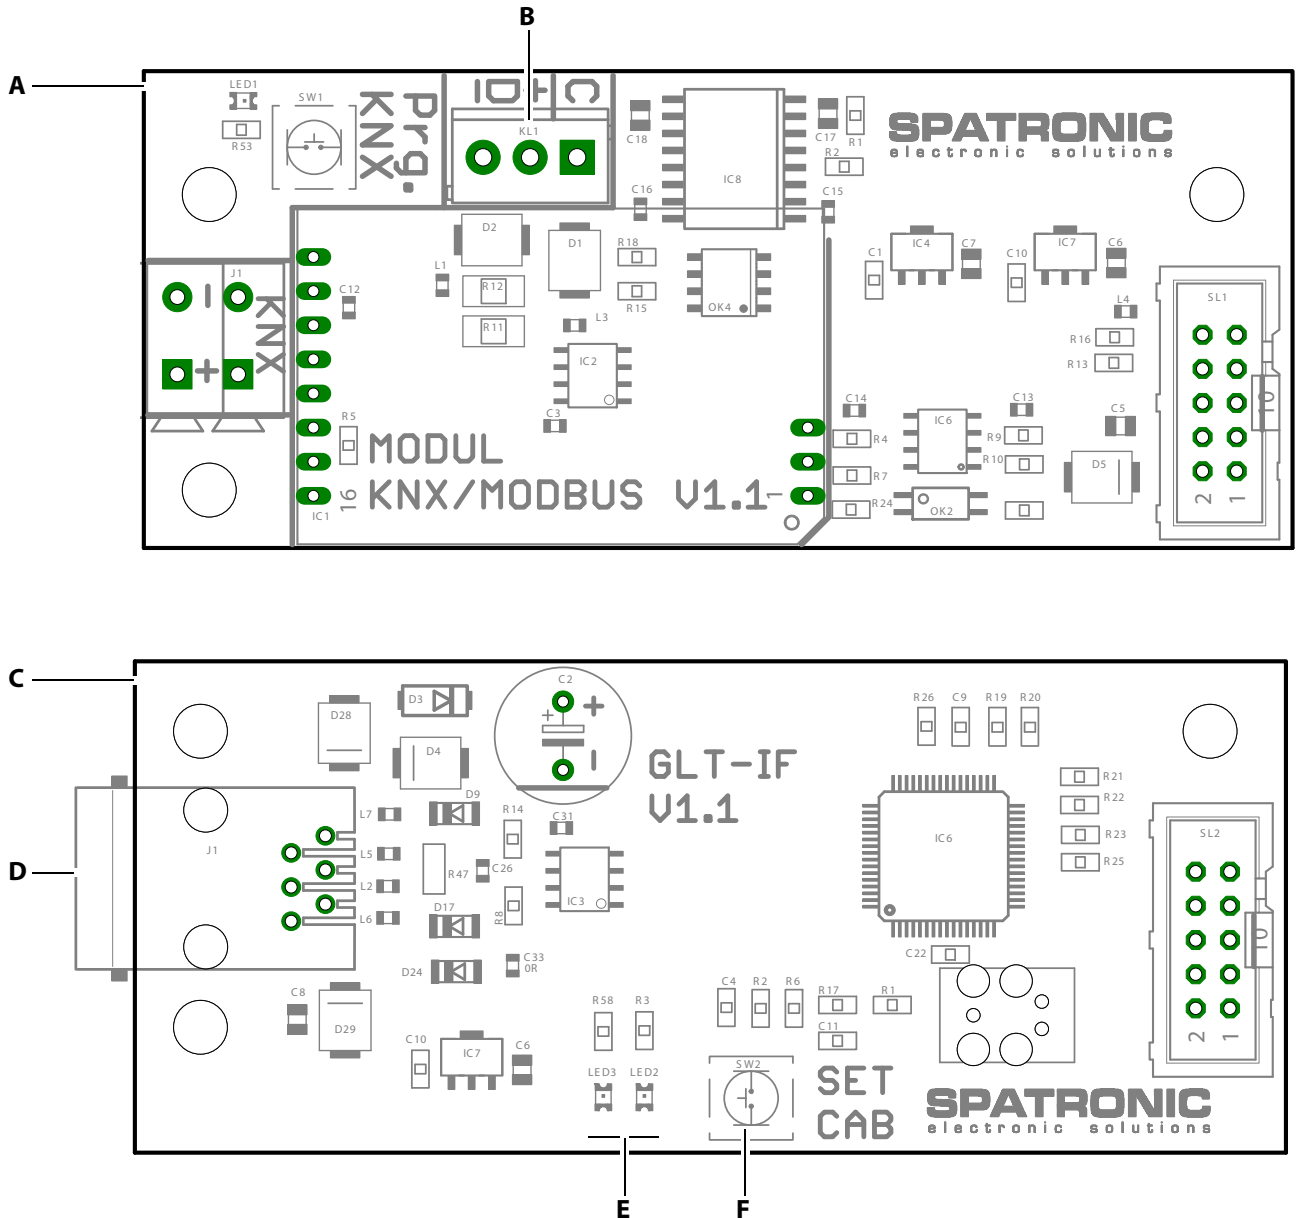 B
A
LED1
SW1
R53
Prg.
KNX
D
+
C
KL1
C18
IC8
C17
R1
R2
SPATRONIC
electronic solutions
C16
C15
D2
D1
R18
L1
R12
R15
OK4
C1
IC4
C7
C10
IC7
C6
J1
KNX
+
C12
R11
L3
IC2
L4
R16
R13
SL1
10
R5
C3
C14
R4
IC6
C13
R9
C5
R10
R7
D5
MODUL
KNX/MODBUS V1.1
1
16
IC1
R24
OK2
2
1
C
D28
D3
C2
+
+
D4
GLT-IF
V1.1
R26
C9
R19
R20
R21
R22
R23
R25
L7
D9
R14
C31
IC6
SL2
D
J1
L5
L2
L6
R47
C26
D17
R8
IC3
10
D24
C33
0R
C22
C8
D29
R58
R3
C4
R2
R6
R17
R1
C11
C10
IC7
C6
LED3
LED2
SW2
SET
CAB
2
1
SPATRONIC
electronic solutions
E
F